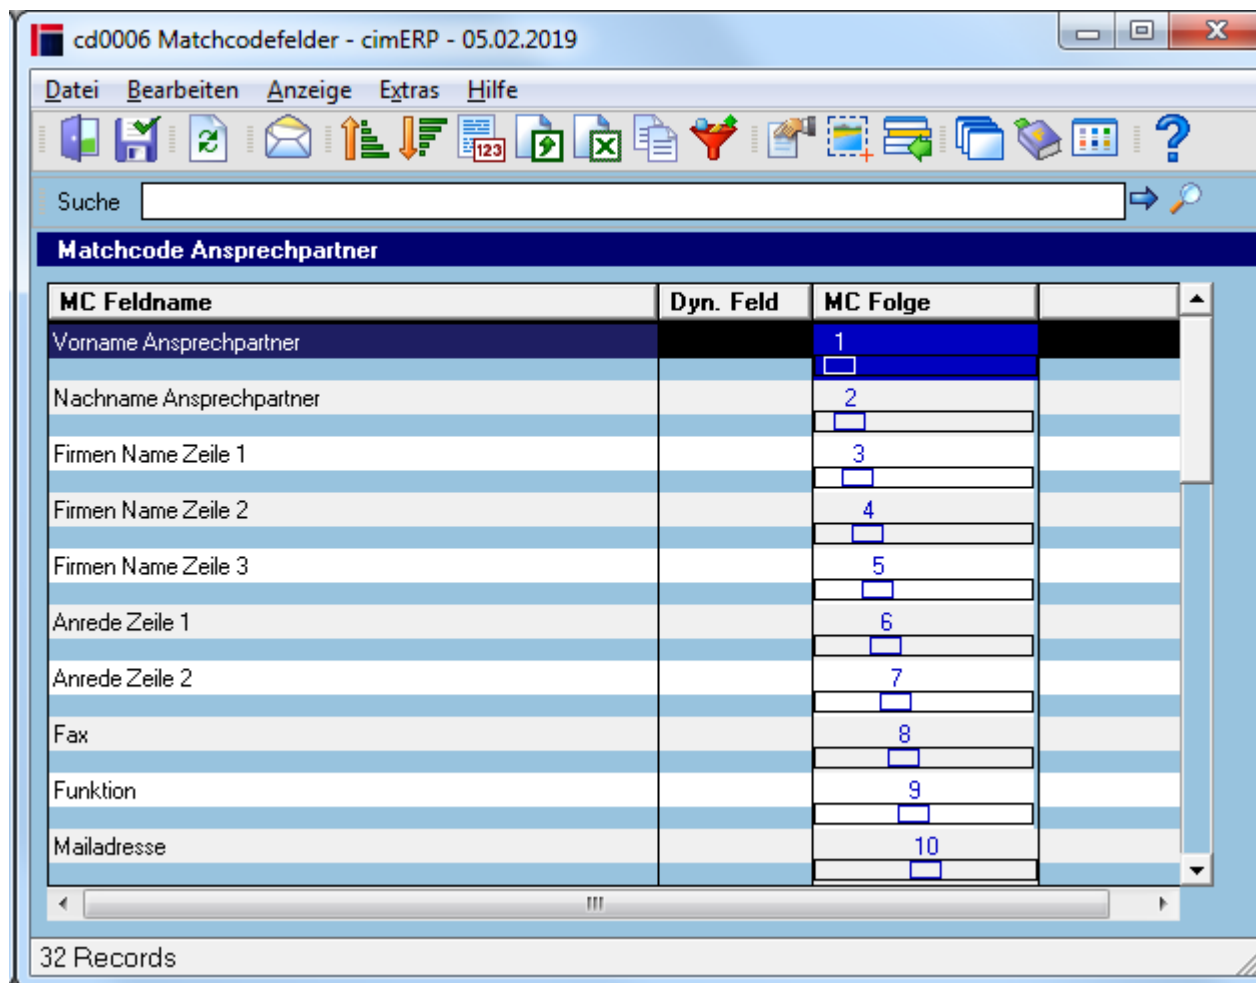 cd0006 Matchcodefelder - cimERP - 05.02.2019
Datei Bearbeiten Anzeige Extras Hilfe
123
Suche
Matchcode Ansprechpartner
MC Feldname Dyn. Feld MC Folge
Vorname Ansprechpartner 1
Nachname Ansprechpartner 2
Firmen Name Zeile 1 3
Firmen Name Zeile 2 4
Firmen Name Zeile 3 5
Anrede Zeile 1 6
Anrede Zeile 2 7
Fax 8
Funktion 9
Mailadresse 10
32 Records